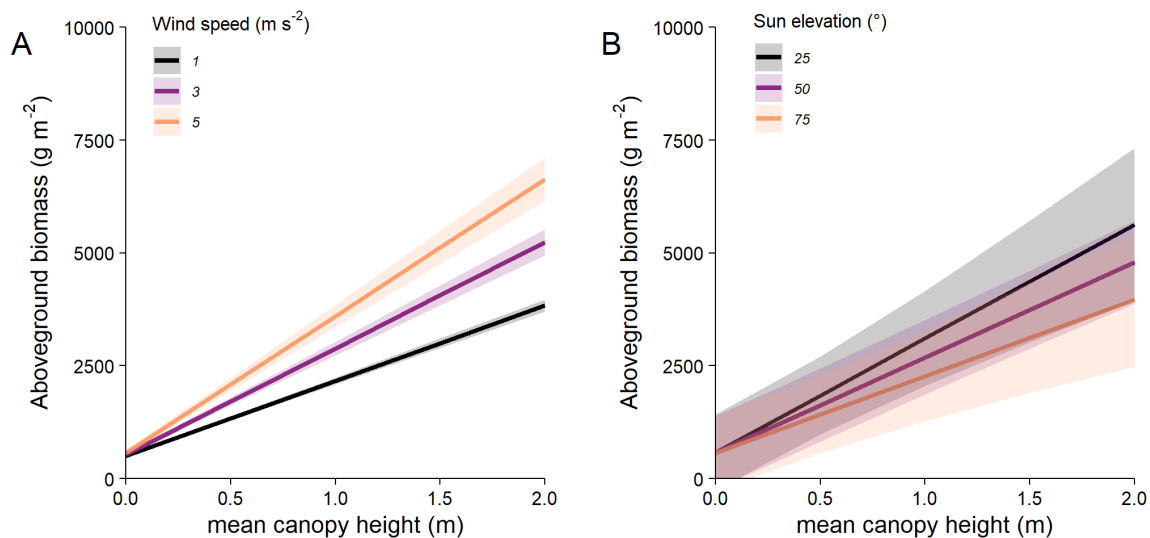 A
Wind speed (m s-2)
1
3
5
10000
7500
5000
2500
0
0.0 0.5 1.0 1.5 2.0
mean canopy height (m)
Aboveground biomass (g m-2)
B
Sun elevation (°)
25
50
75
10000
7500
5000
2500
0
0.0 0.5 1.0 1.5 2.0
mean canopy height (m)
Aboveground biomass (g m-2)